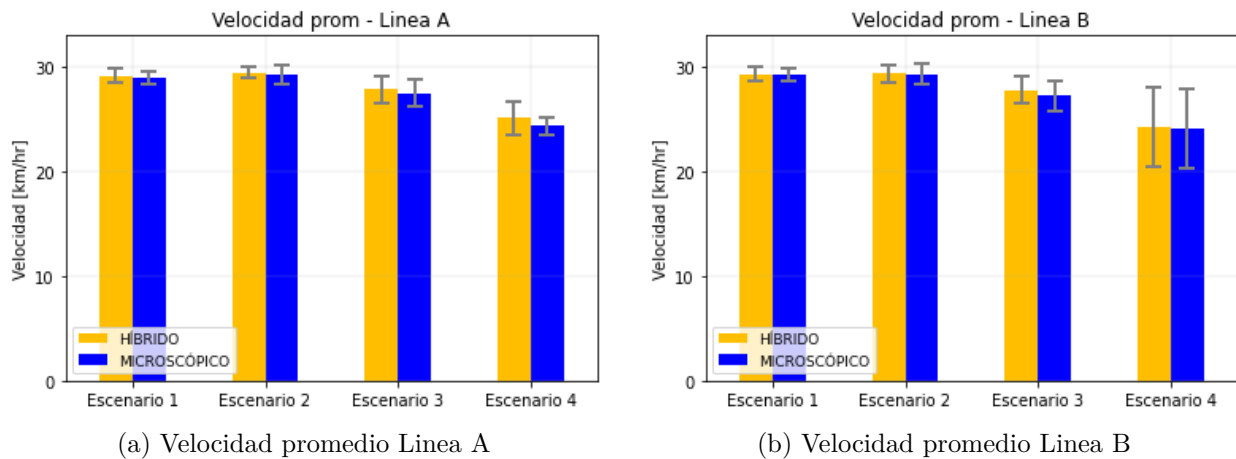 Velocidad prom - Linea A
Velocidad [km/hr]
30
20
10
0
HÍBRIDO
MICROSCÓPICO
Escenario 1 Escenario 2 Escenario 3 Escenario 4
(a) Velocidad promedio Linea A
Velocidad prom - Linea B
Velocidad [km/hr]
30
20
10
0
HÍBRIDO
MICROSCÓPICO
Escenario 1 Escenario 2 Escenario 3 Escenario 4
(b) Velocidad promedio Linea B